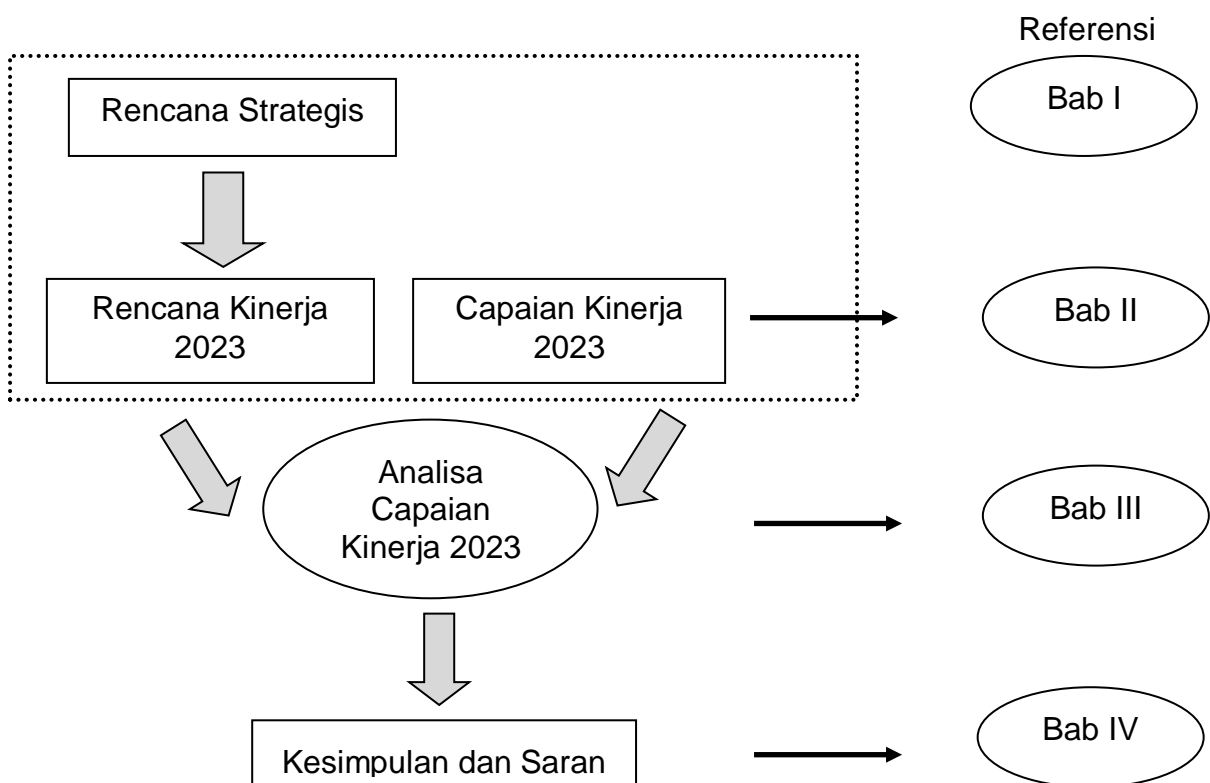 Referensi
Rencana Strategis
Bab I
Rencana Kinerja
2023
Capaian Kinerja
2023
Bab II
Analisa
Capaian
Kinerja 2023
Bab III
Kesimpulan dan Saran
Bab IV